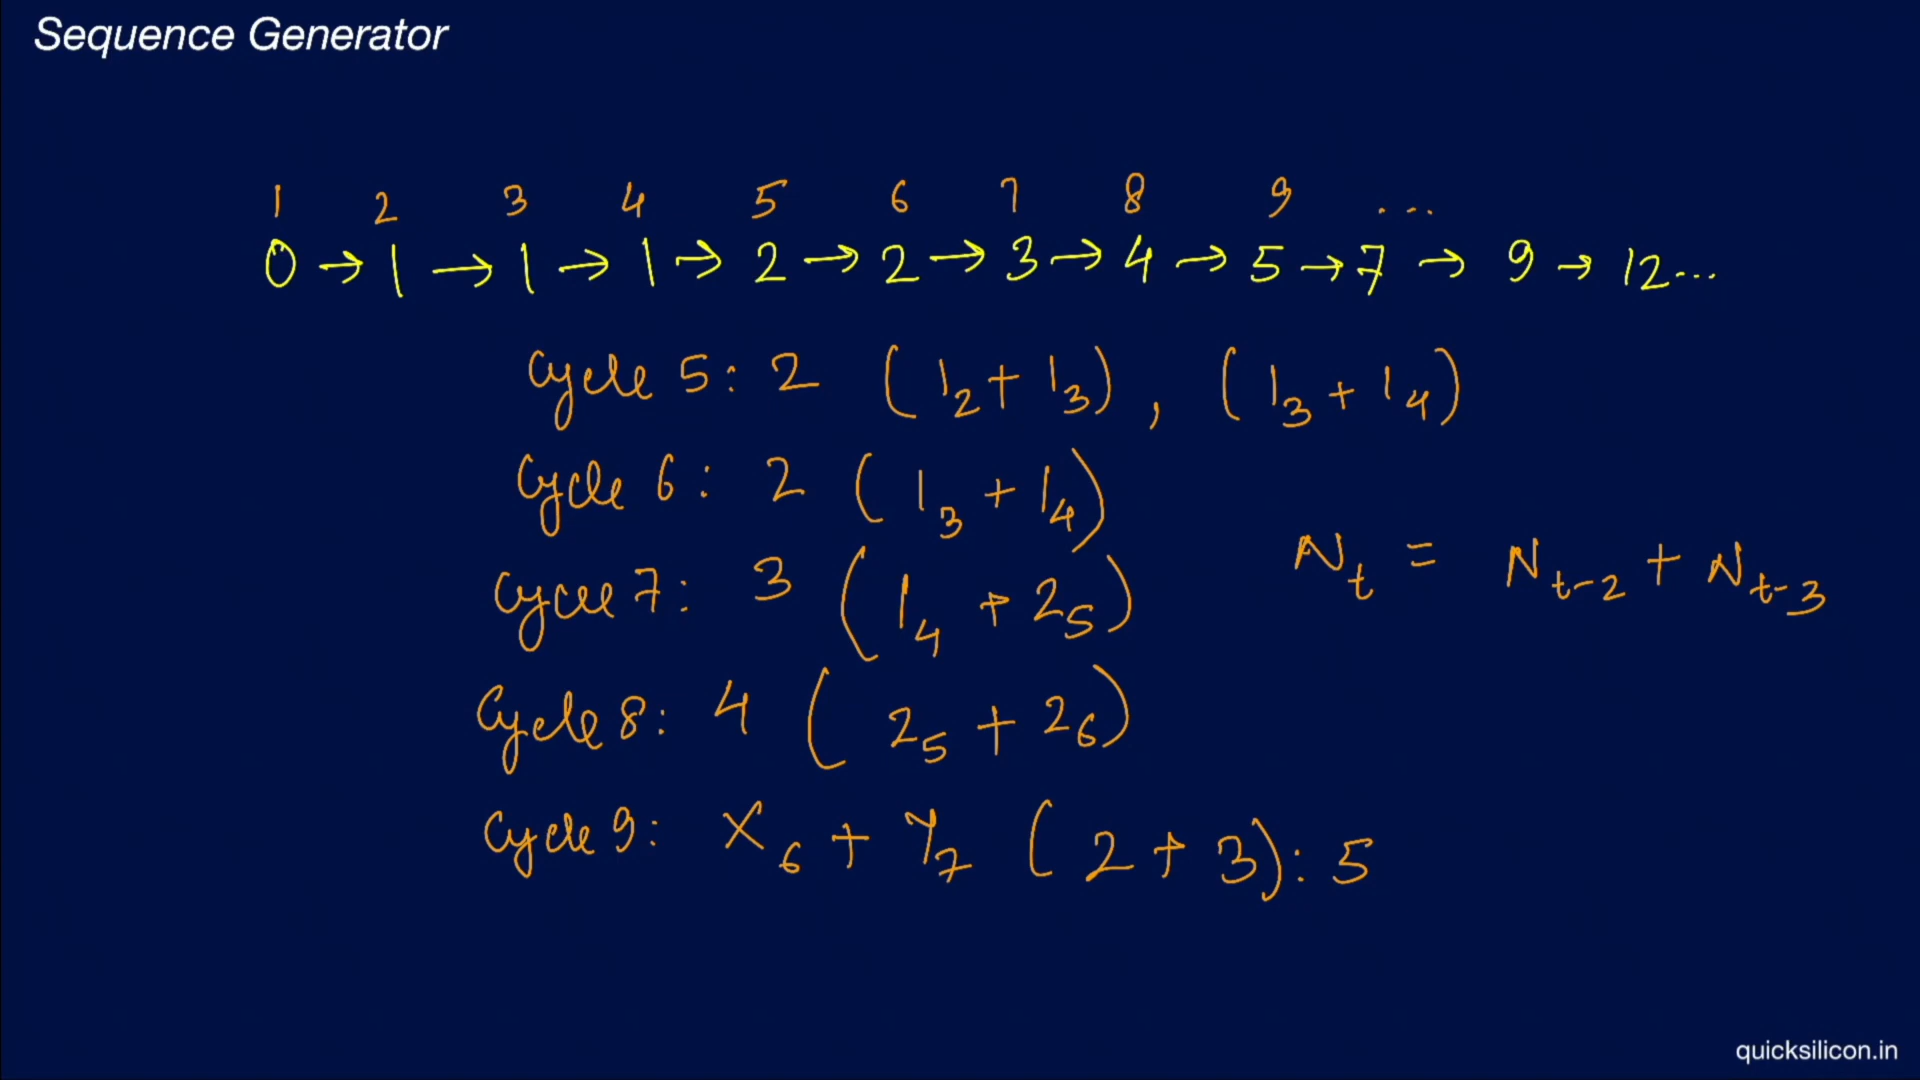 Sequence Generator
1 2 3 4 5 6 7 8 9 ...
0 → 1 → 1 → 1 → 2 → 2 → 3 → 4 → 5 → 7 → 9 → 12...
Cycle 5: 2 (1₂ + 1₃), (1₃ + 1₄)
Cycle 6: 2 (1₃ + 1₄)
Nₜ = Nₜ₋₂ + Nₜ₋₃
Cycle 7: 3 (1₄ + 2₅)
Cycle 8: 4 (2₅ + 2₆)
Cycle 9: X₆ + Y₇ (2 + 3): 5
quicksilicon.in